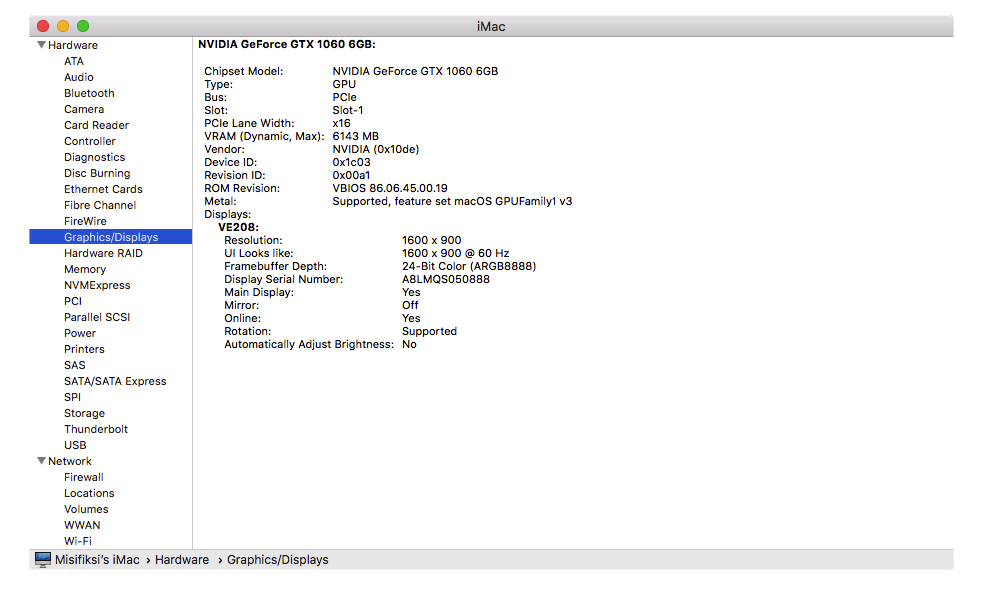 iMac
Hardware
ATA
Audio
Bluetooth
Camera
Card Reader
Controller
Diagnostics
Disc Burning
Ethernet Cards
Fibre Channel
FireWire
Graphics/Displays
Hardware RAID
Memory
NVMExpress
PCI
Parallel SCSI
Power
Printers
SAS
SATA/SATA Express
SPI
Storage
Thunderbolt
USB
Network
Firewall
Locations
Volumes
WWAN
Wi-Fi
NVIDIA GeForce GTX 1060 6GB:
Chipset Model: NVIDIA GeForce GTX 1060 6GB
Type: GPU
Bus: PCIe
Slot: Slot-1
PCIe Lane Width: x16
VRAM (Dynamic, Max): 6143 MB
Vendor: NVIDIA (0x10de)
Device ID: 0x1c03
Revision ID: 0x00a1
ROM Revision: VBIOS 86.06.45.00.19
Metal: Supported, feature set macOS GPUFamily1 v3
Displays:
VE208:
Resolution: 1600 x 900
UI Looks like: 1600 x 900 @ 60 Hz
Framebuffer Depth: 24-Bit Color (ARGB8888)
Display Serial Number: A8LMQS050888
Main Display: Yes
Mirror: Off
Online: Yes
Rotation: Supported
Automatically Adjust Brightness: No
Misifiksi's iMac › Hardware › Graphics/Displays